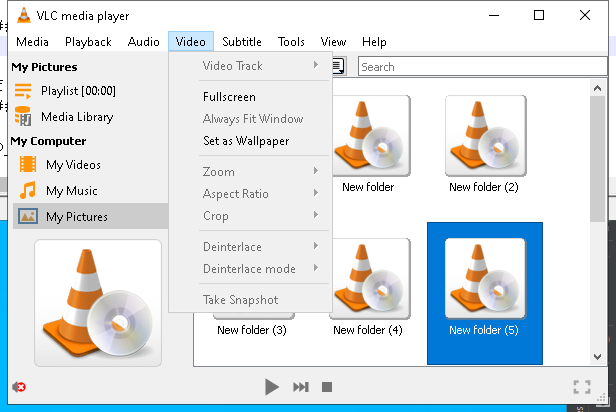 VLC media player
Media Playback Audio Video Subtitle Tools View Help
My Pictures
Playlist [00:00]
Media Library
My Computer
My Videos
My Music
My Pictures
Video Track
Fullscreen
Always Fit Window
Set as Wallpaper
Zoom
Aspect Ratio
Crop
Deinterlace
Deinterlace mode
Take Snapshot
Search
New folder
New folder (2)
New folder (3)
New folder (4)
New folder (5)